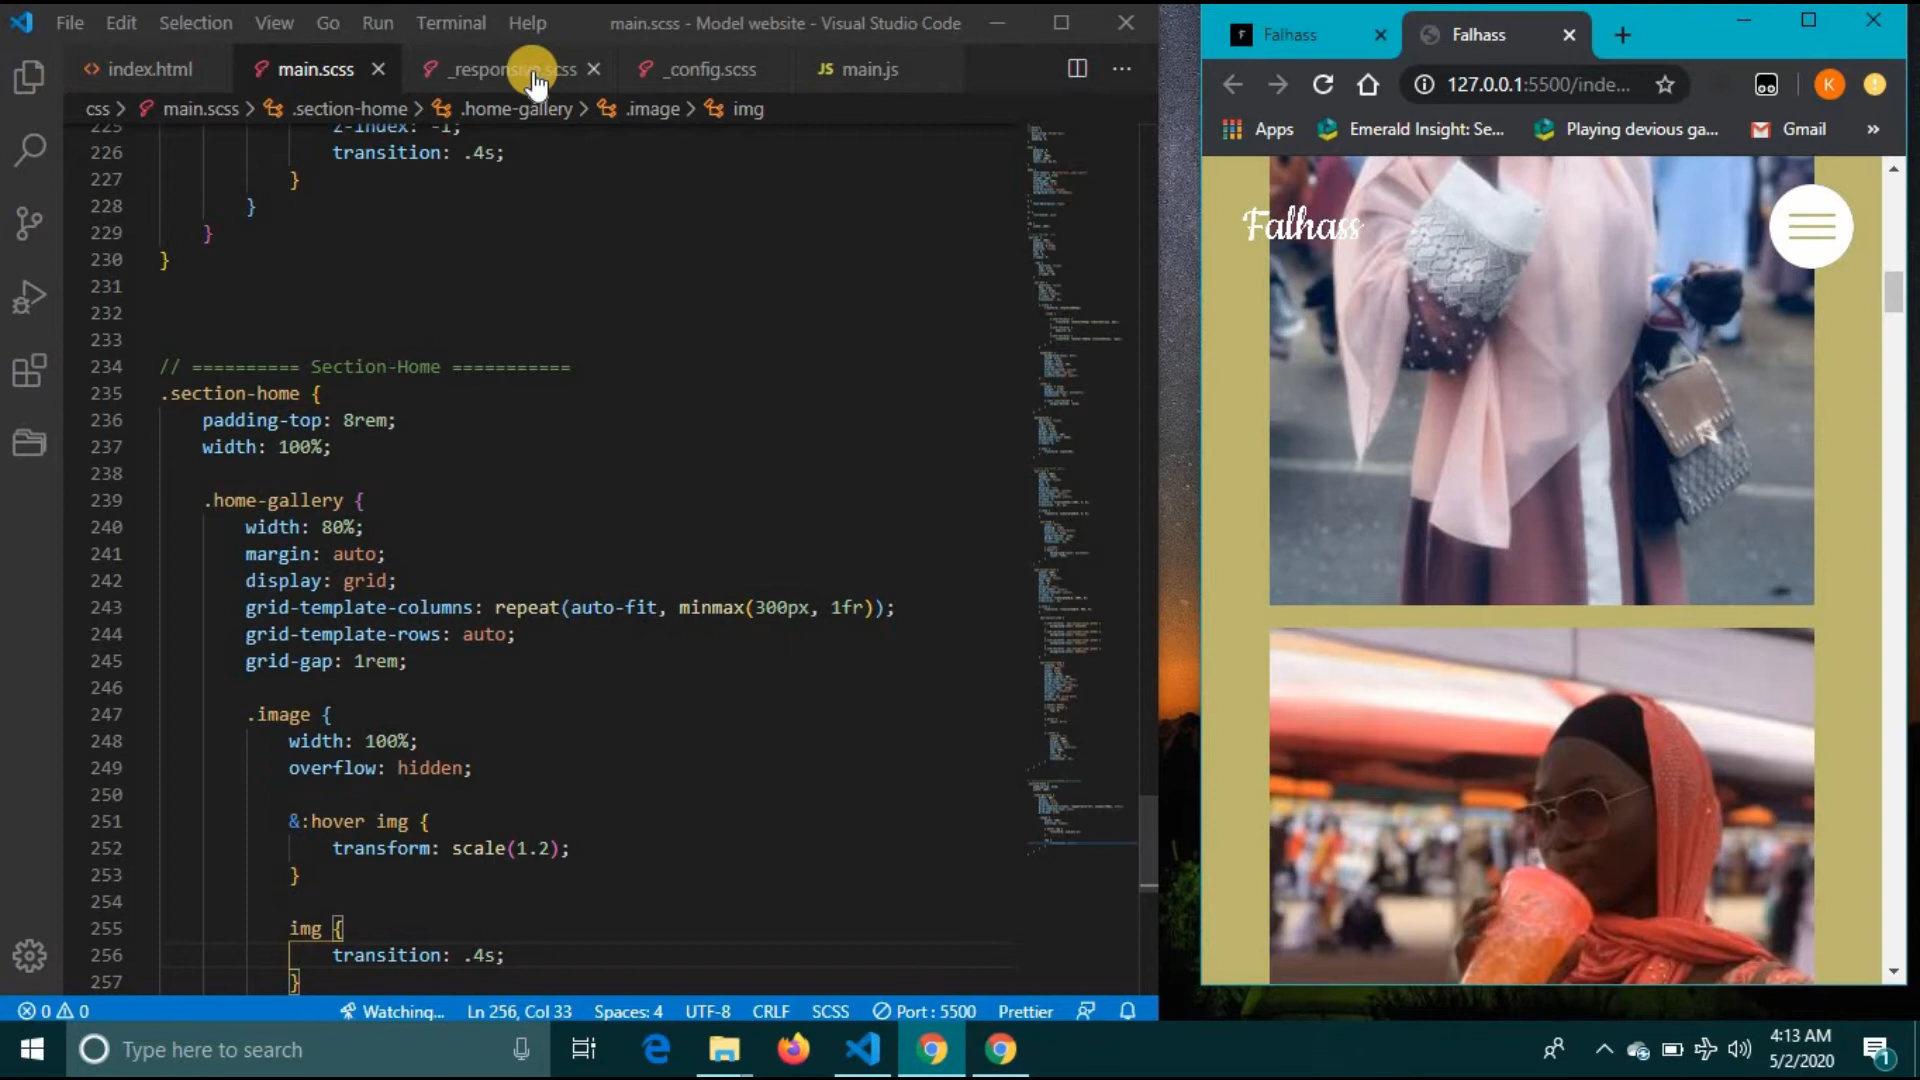 File Edit Selection View Go Run Terminal Help main.scss - Model website - Visual Studio Code
index.html main.scss _responsive.scss _config.scss JS main.js
css > main.scss > .section-home > .home-gallery > .image > img
225 z-index: -1;
226 transition: .4s;
227 }
228 }
229 }
230 }
231
232
233
234 // ========== Section-Home ===========
235 .section-home {
236 padding-top: 8rem;
237 width: 100%;
238
239 .home-gallery {
240 width: 80%;
241 margin: auto;
242 display: grid;
243 grid-template-columns: repeat(auto-fit, minmax(300px, 1fr));
244 grid-template-rows: auto;
245 grid-gap: 1rem;
246
247 .image {
248 width: 100%;
249 overflow: hidden;
250
251 &:hover img {
252 transform: scale(1.2);
253 }
254
255 img {
256 transition: .4s;
257 }
0 0 Watching... Ln 256, Col 33 Spaces: 4 UTF-8 CRLF SCSS Port : 5500 Prettier
Falhass Falhass
127.0.0.1:5500/inde... K
Apps Emerald Insight: Se... Playing devious ga... Gmail »
Falhass
Type here to search
4:13 AM
5/2/2020
1